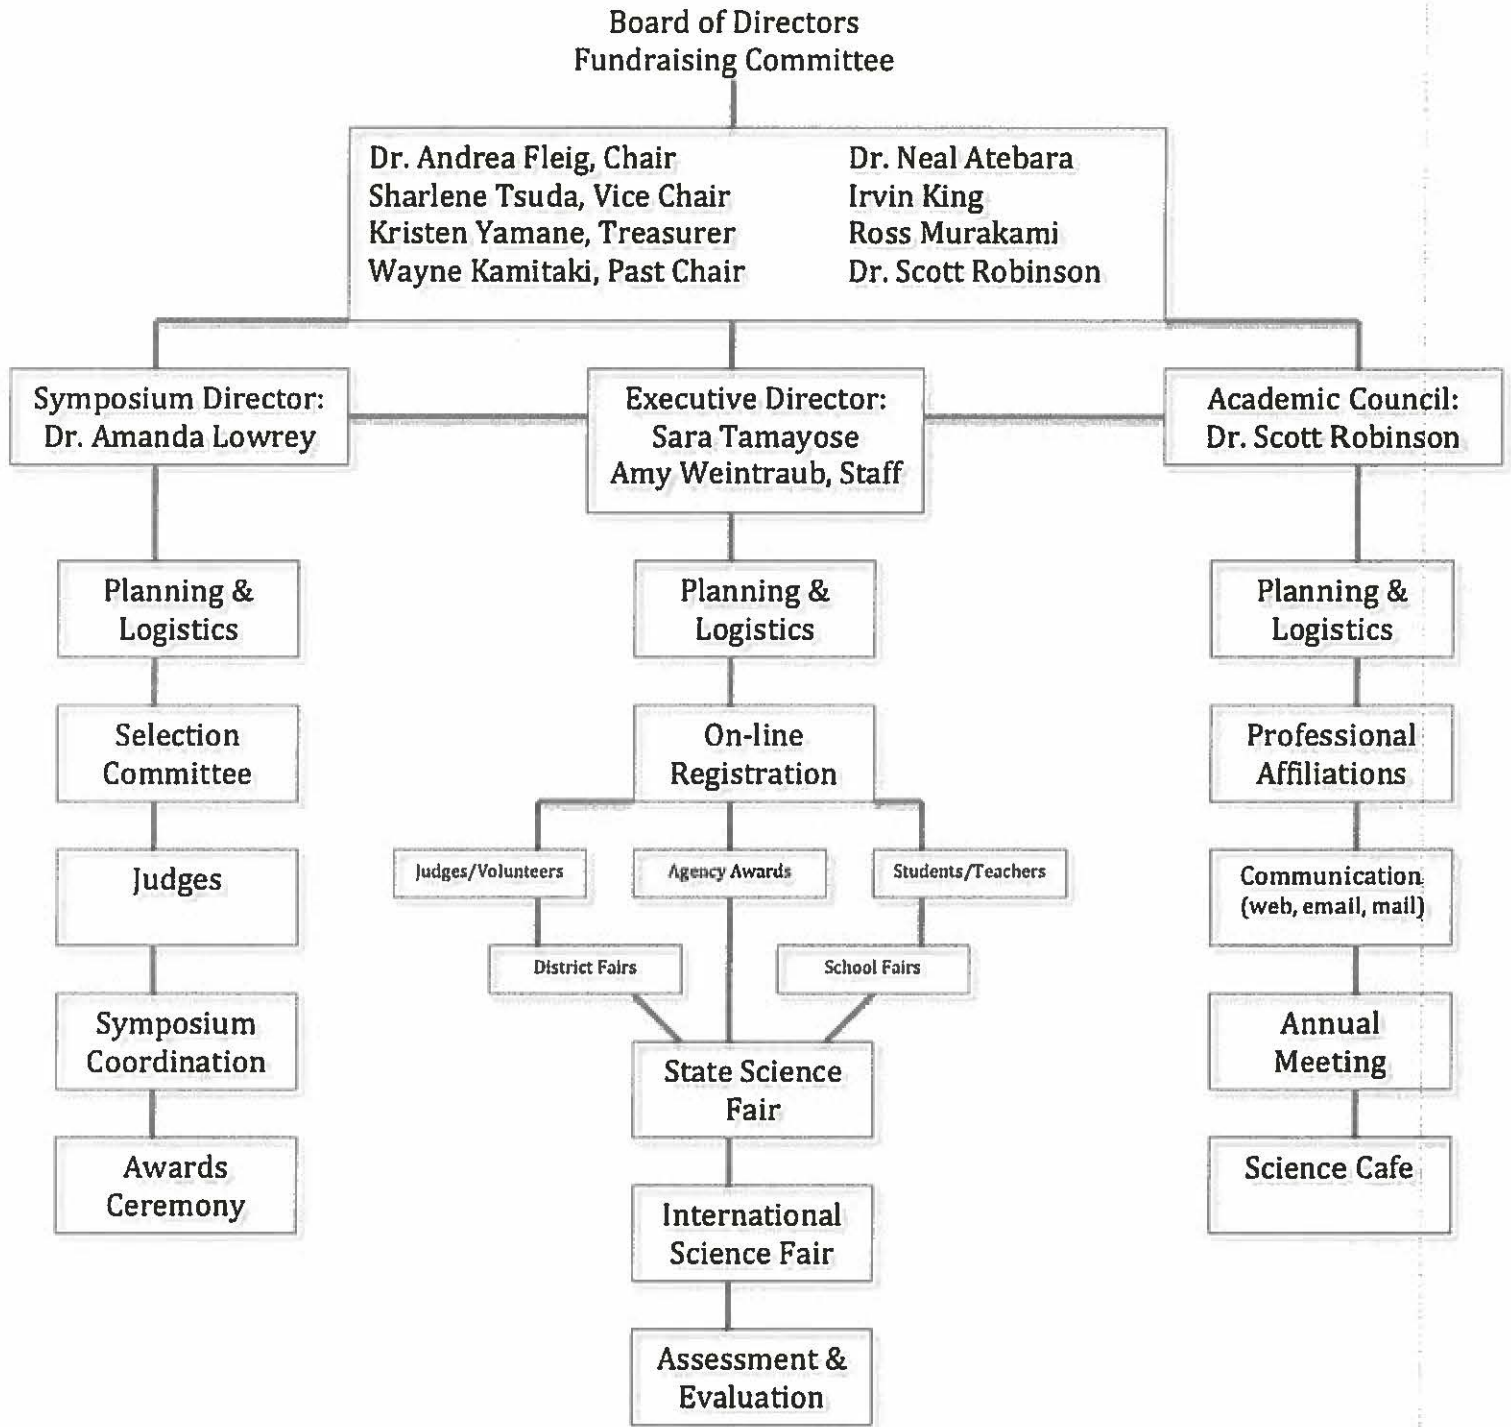 Board of Directors
Fundraising Committee
Dr. Andrea Fleig, Chair
Sharlene Tsuda, Vice Chair
Kristen Yamane, Treasurer
Wayne Kamitaki, Past Chair
Dr. Neal Atebara
Irvin King
Ross Murakami
Dr. Scott Robinson
Symposium Director:
Dr. Amanda Lowrey
Executive Director:
Sara Tamayose
Amy Weintraub, Staff
Academic Council:
Dr. Scott Robinson
Planning &
Logistics
Selection
Committee
Judges
Symposium
Coordination
Awards
Ceremony
Planning &
Logistics
On-line
Registration
Judges/Volunteers
Agency Awards
Students/Teachers
District Fairs
School Fairs
State Science
Fair
International
Science Fair
Assessment &
Evaluation
Planning &
Logistics
Professional
Affiliations
Communication
(web, email, mail)
Annual
Meeting
Science Cafe